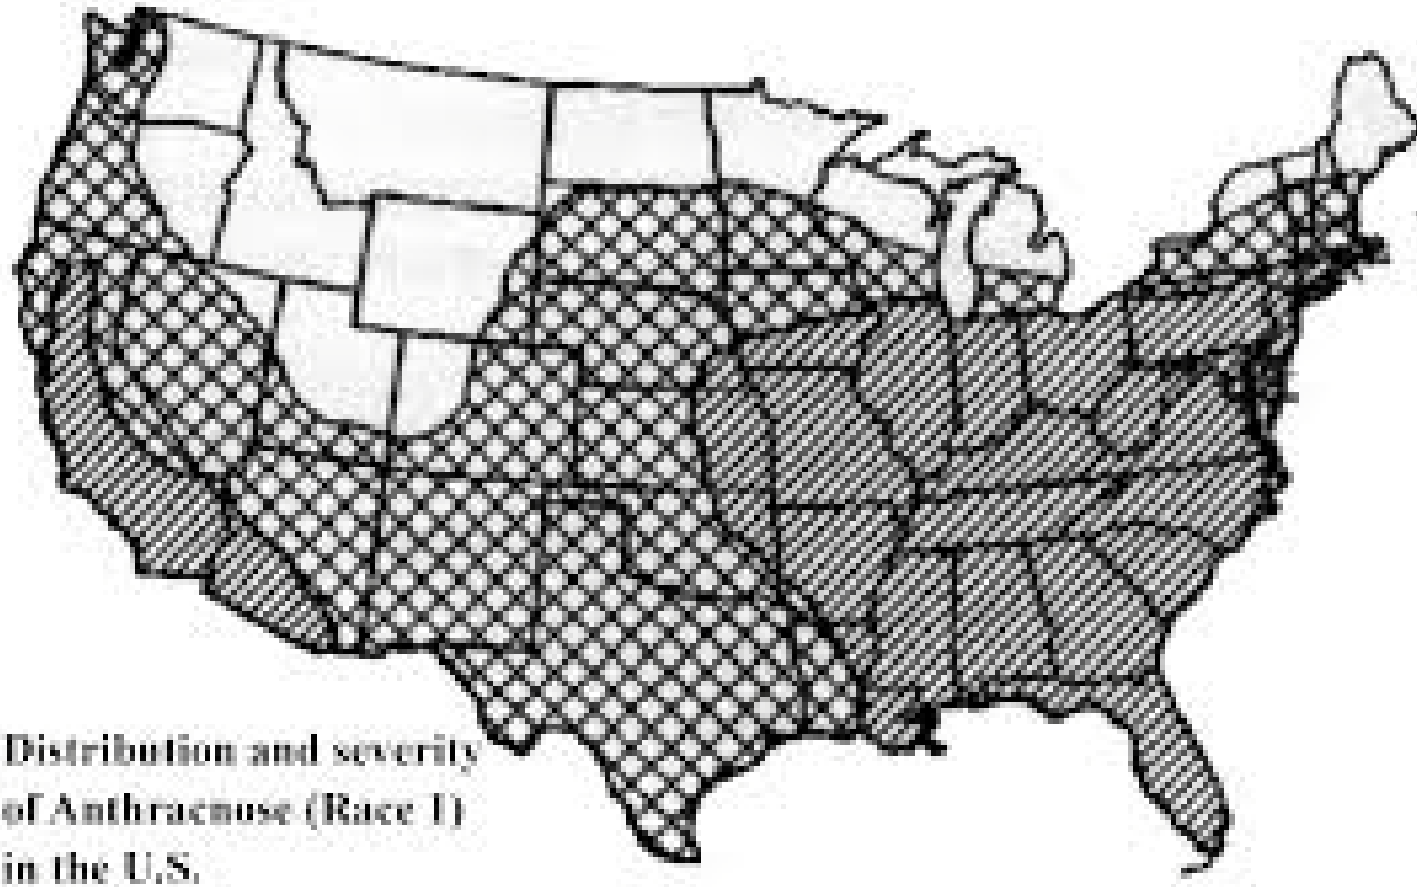 Distribution and severity
of Anthracnose (Race 1)
in the U.S.